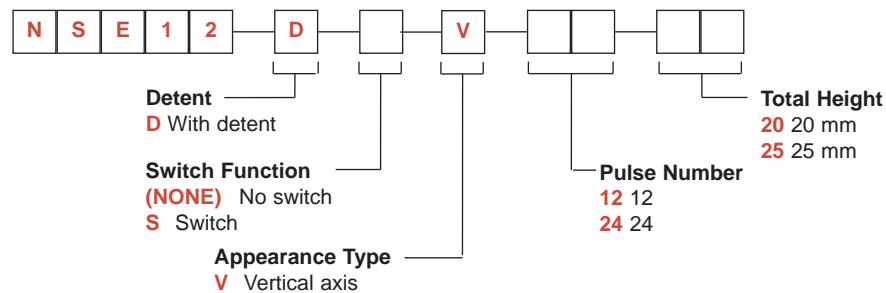 N S E 1 2 D V
Detent
D With detent
Switch Function
(NONE) No switch
S Switch
Appearance Type
V Vertical axis
Pulse Number
12 12
24 24
Total Height
20 20 mm
25 25 mm